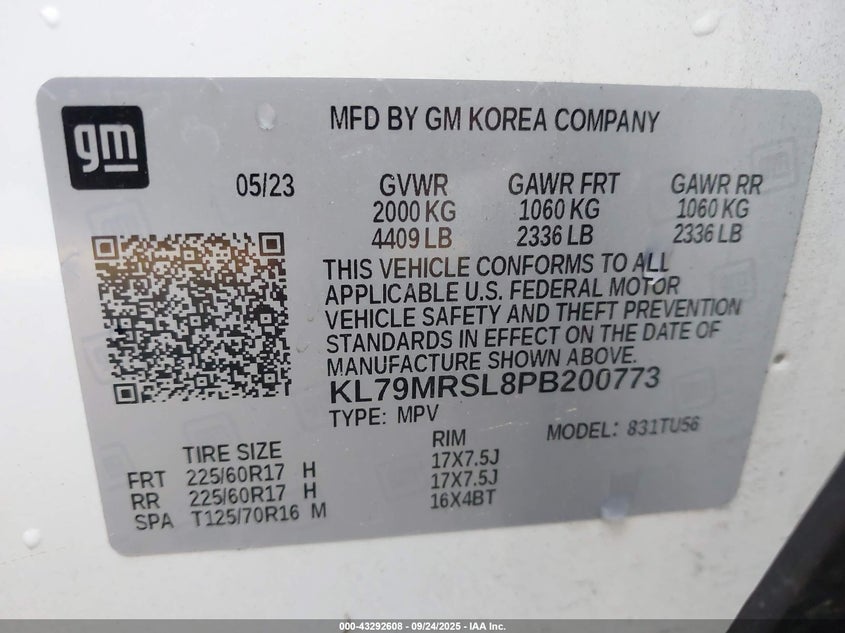 gm
MFD BY GM KOREA COMPANY
05/23 GVWR GAWR FRT GAWR RR
2000 KG 1060 KG 1060 KG
4409 LB 2336 LB 2336 LB
THIS VEHICLE CONFORMS TO ALL
APPLICABLE U.S. FEDERAL MOTOR
VEHICLE SAFETY AND THEFT PREVENTION
STANDARDS IN EFFECT ON THE DATE OF
MANUFACTURE SHOWN ABOVE.
KL79MRSL8PB200773
TYPE: MPV MODEL: 831TU56
TIRE SIZE RIM
FRT 225/60R17 H 17X7.5J
RR 225/60R17 H 17X7.5J
SPA T125/70R16 M 16X4BT
000-43292608 - 09/24/2025 - IAA Inc.